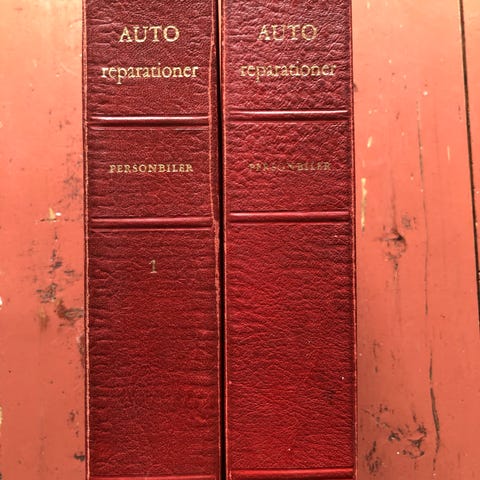 AUTO
reparationer
PERSONBILER
1
AUTO
reparationer
PERSONBILER